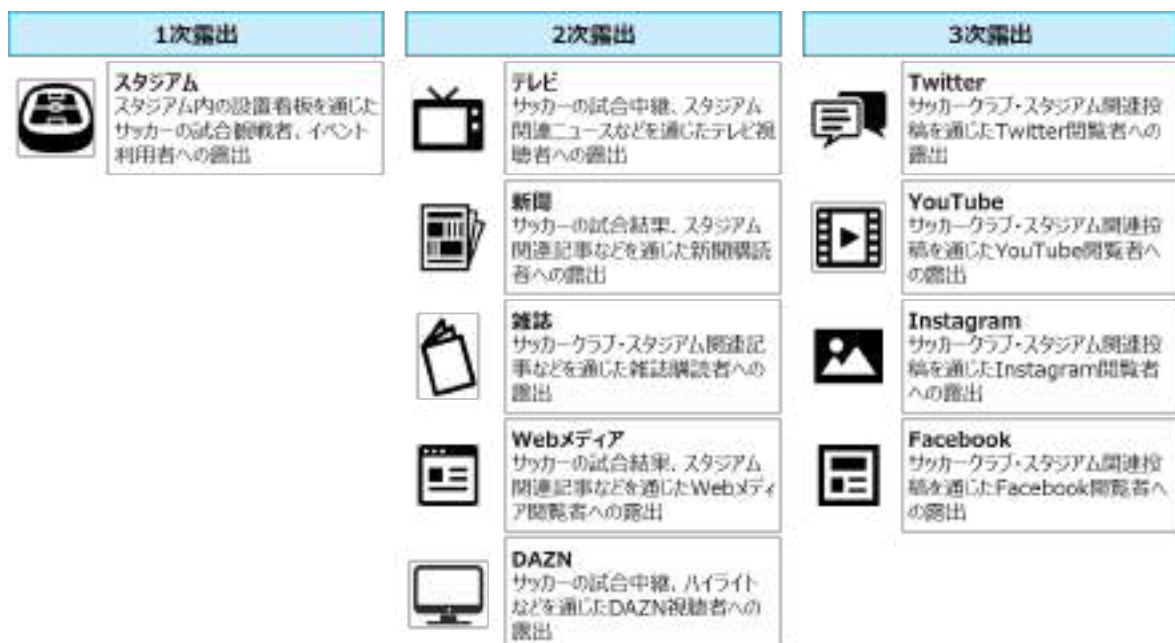 1次露出
スタジアム
スタジアム内の設置看板を通じた
サッカーの試合観戦者、イベント
利用者への露出
2次露出
テレビ
サッカーの試合中継、スタジアム
関連ニュースなどを通じたテレビ視
聴者への露出
新聞
サッカーの試合結果、スタジアム
関連記事などを通じた新聞購読
者への露出
雑誌
サッカークラブ・スタジアム関連記
事などを通じた雑誌購読者への
露出
Webメディア
サッカーの試合結果、スタジアム
関連記事などを通じたWebメディ
ア閲覧者への露出
DAZN
サッカーの試合中継、ハイライト
などを通じたDAZN視聴者への
露出
3次露出
Twitter
サッカークラブ・スタジアム関連投
稿を通じたTwitter閲覧者への
露出
YouTube
サッカークラブ・スタジアム関連投
稿を通じたYouTube閲覧者へ
の露出
Instagram
サッカークラブ・スタジアム関連投
稿を通じたInstagram閲覧者
への露出
Facebook
サッカークラブ・スタジアム関連投
稿を通じたFacebook閲覧者へ
の露出